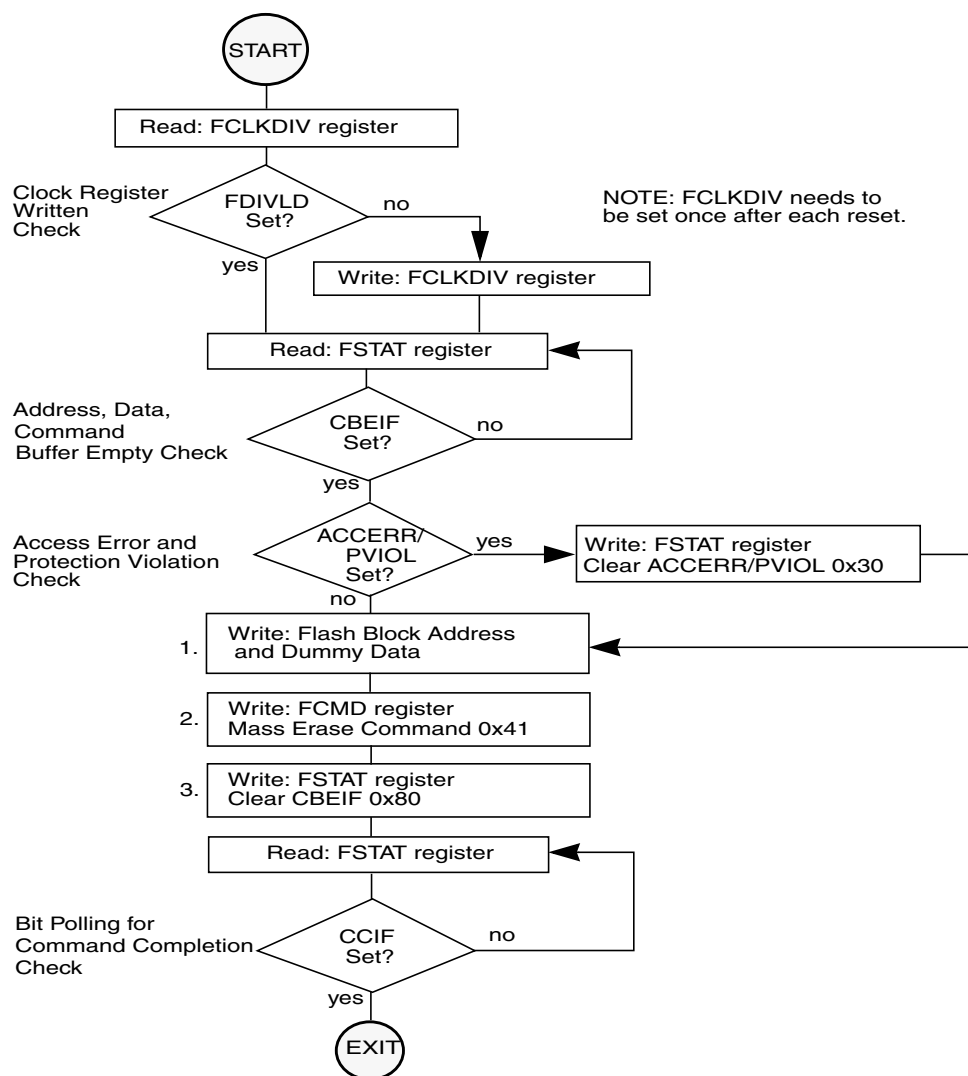 START
Read: FCLKDIV register
Clock Register
Written
Check
FDIVLD
Set?
no
yes
NOTE: FCLKDIV needs to
be set once after each reset.
Write: FCLKDIV register
Read: FSTAT register
Address, Data,
Command
Buffer Empty Check
CBEIF
Set?
no
yes
Access Error and
Protection Violation
Check
ACCERR/
PVIOL
Set?
yes
no
Write: FSTAT register
Clear ACCERR/PVIOL 0x30
1.
Write: Flash Block Address
and Dummy Data
2.
Write: FCMD register
Mass Erase Command 0x41
3.
Write: FSTAT register
Clear CBEIF 0x80
Read: FSTAT register
Bit Polling for
Command Completion
Check
CCIF
Set?
no
yes
EXIT